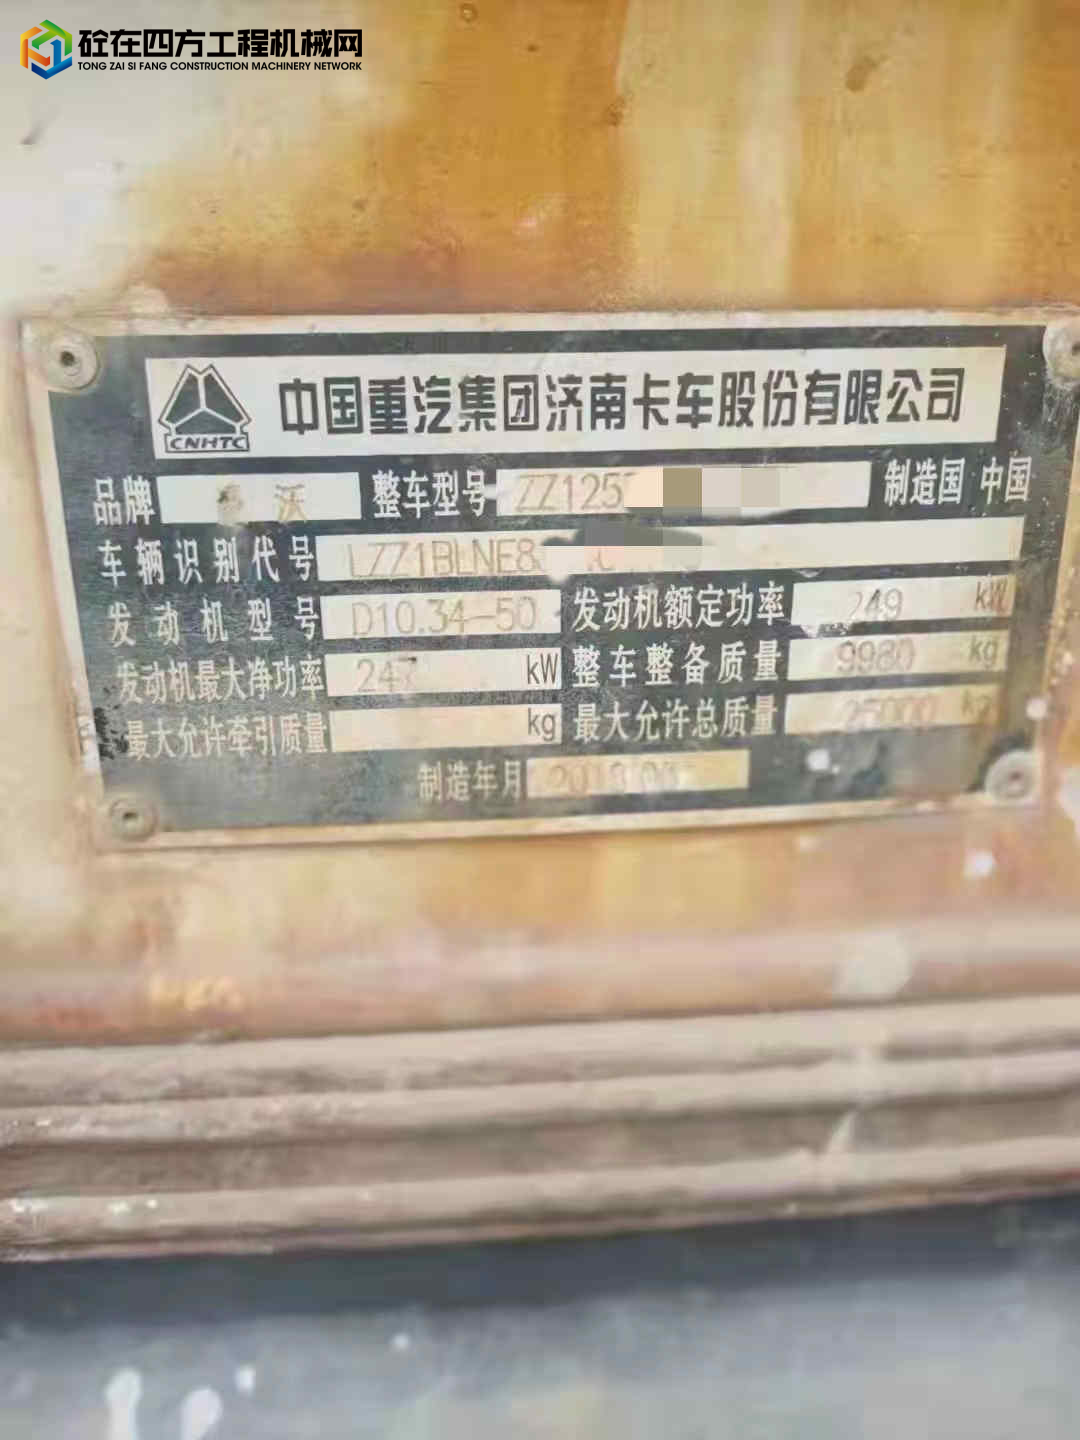 砼在四方工程机械网
TONG ZAI SI FANG CONSTRUCTION MACHINERY NETWORK
CNHTC 中国重汽集团济南卡车股份有限公司
品牌 沃 整车型号 ZZ125 制造国 中国
车辆识别代号 LZZ1BLNE8
发动机型号 D10.34-50 发动机额定功率 249 kW
发动机最大净功率 247 kW 整车整备质量 9980 kg
最大允许牵引质量 kg 最大允许总质量 25000 kg
制造年月